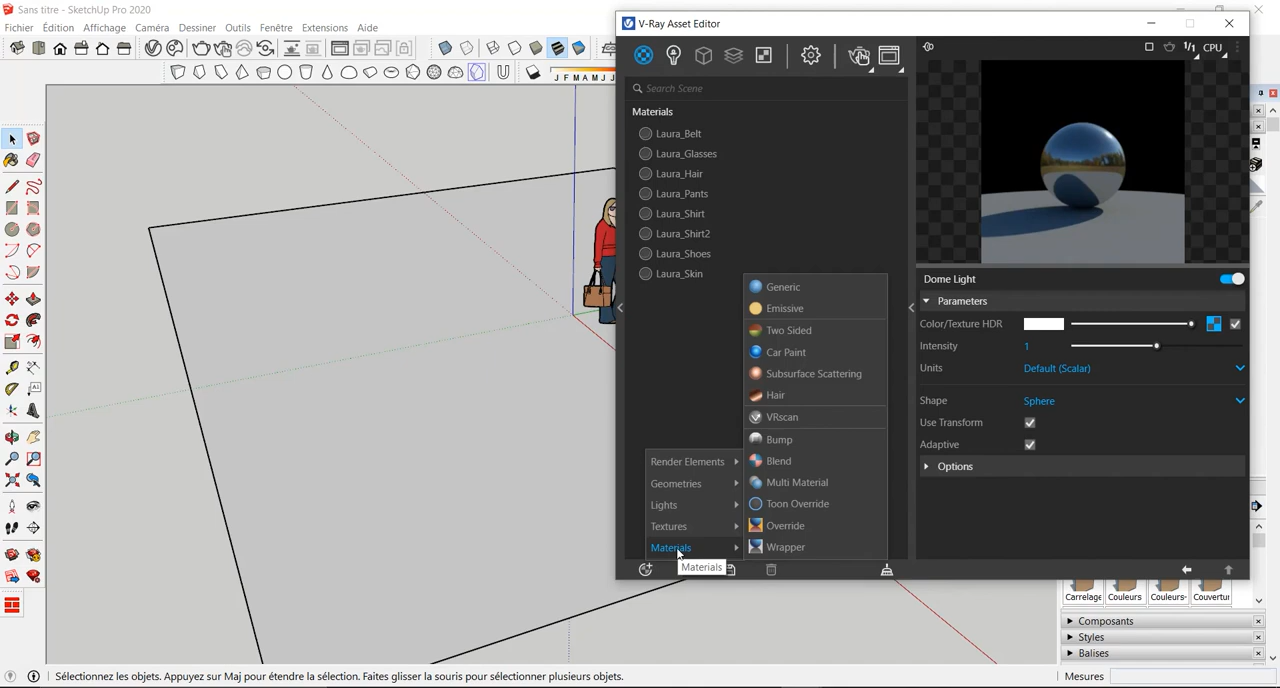 Sans titre - SketchUp Pro 2020
Fichier Édition Affichage Caméra Dessiner Outils Fenêtre Extensions Aide
J F M A M J J
V-Ray Asset Editor
1/1 CPU
Search Scene
Materials
Laura_Belt
Laura_Glasses
Laura_Hair
Laura_Pants
Laura_Shirt
Laura_Shirt2
Laura_Shoes
Laura_Skin
Render Elements
Geometries
Lights
Textures
Materials
Materials
Generic
Emissive
Two Sided
Car Paint
Subsurface Scattering
Hair
VRscan
Bump
Blend
Multi Material
Toon Override
Override
Wrapper
Dome Light
Parameters
Color/Texture HDR
Intensity 1
Units Default (Scalar)
Shape Sphere
Use Transform
Adaptive
Options
Carrelage Couleurs Couleurs- Couvertur
Composants
Styles
Balises
Sélectionnez les objets. Appuyez sur Maj pour étendre la sélection. Faites glisser la souris pour sélectionner plusieurs objets.
Mesures